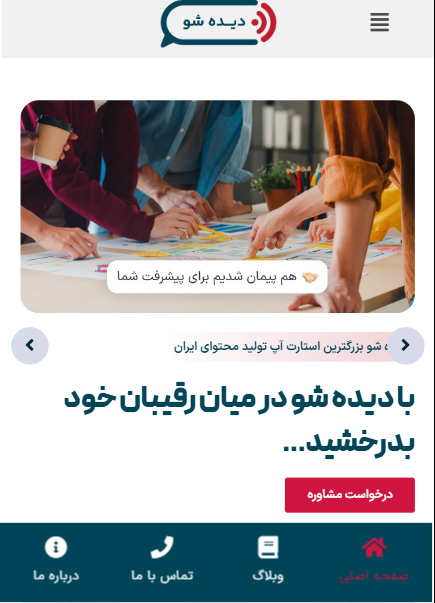 دیده شو
هم پیمان شدیم برای پیشرفت شما
شو بزرگترین استارت آپ تولید محتوای ایران
با دیده شو در میان رقیبان خود
بدرخشید...
درخواست مشاوره
صفحه اصلی
وبلاگ
تماس با ما
درباره ما